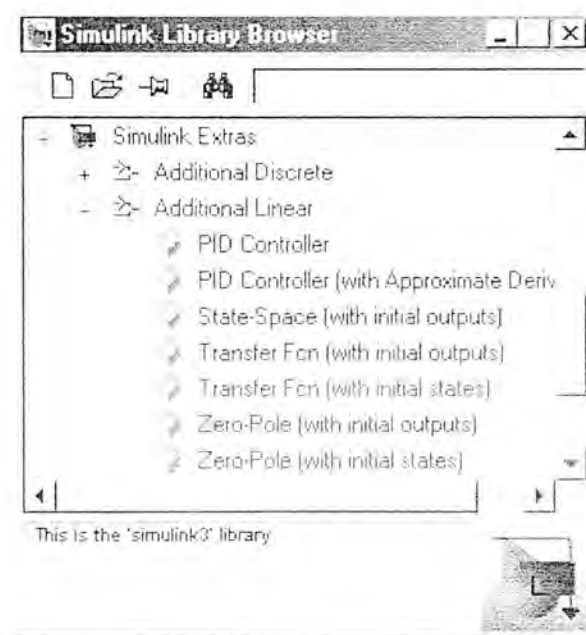 Simulink Library Browser
Simulink Extras
Additional Discrete
Additional Linear
PID Controller
PID Controller (with Approximate Deriv
State-Space (with initial outputs)
Transfer Fcn (with initial outputs)
Transfer Fcn (with initial states)
Zero-Pole (with initial outputs)
Zero-Pole (with initial states)
This is the 'simulink3' library